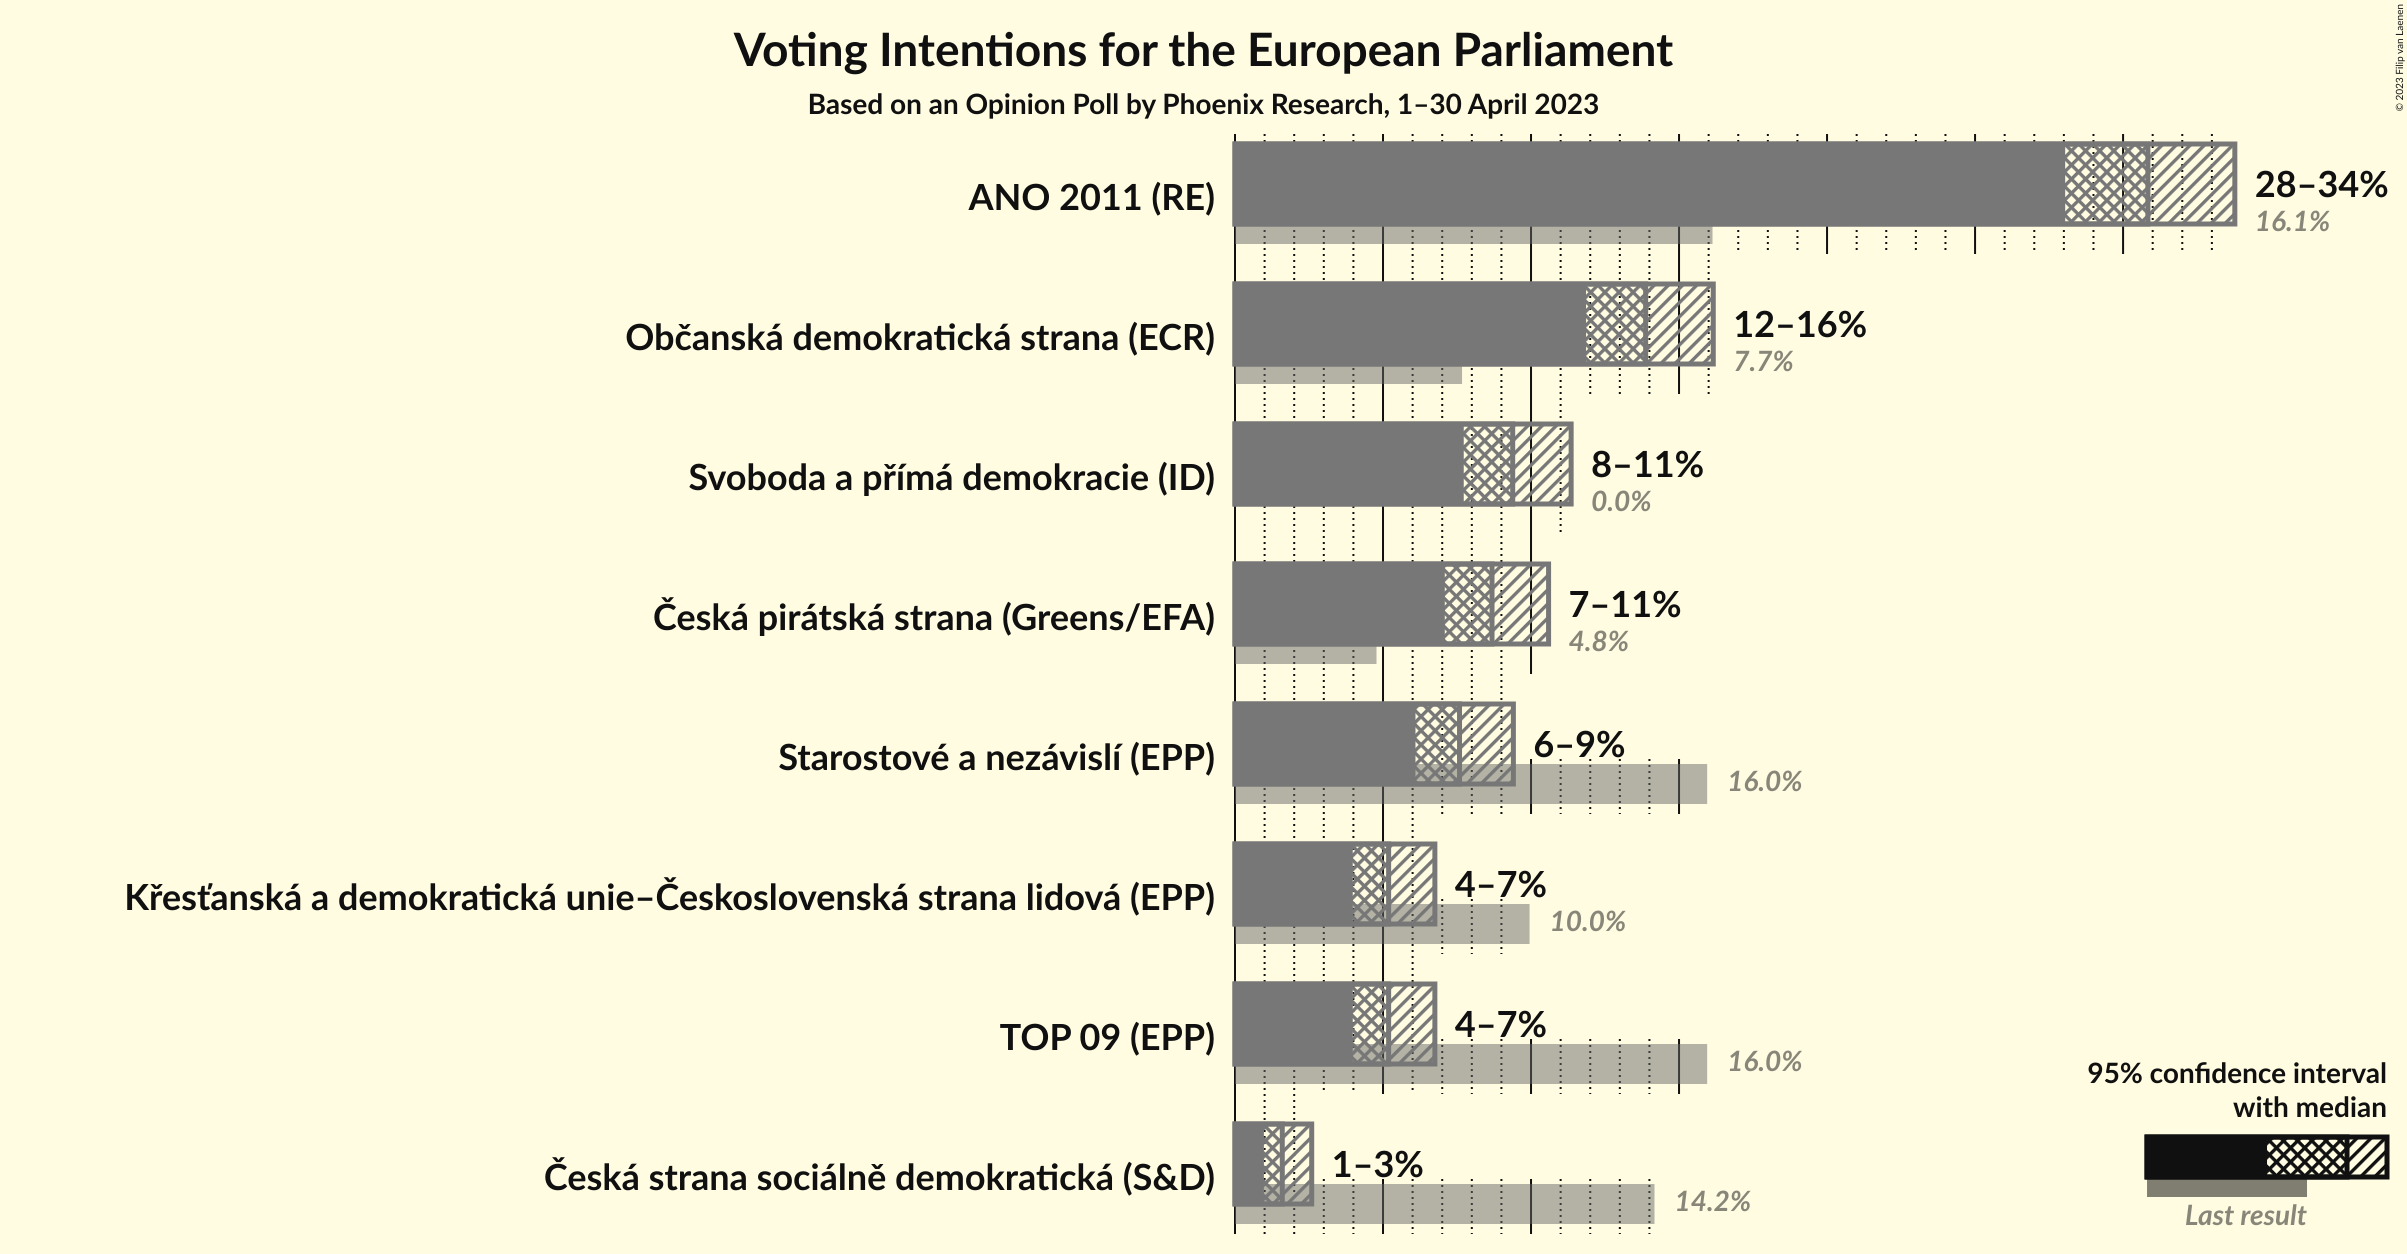 Voting Intentions for the European Parliament
Based on an Opinion Poll by Phoenix Research, 1–30 April 2023
© 2023 Filip van Laenen
ANO 2011 (RE)
28–34%
16.1%
Občanská demokratická strana (ECR)
12–16%
7.7%
Svoboda a přímá demokracie (ID)
8–11%
0.0%
Česká pirátská strana (Greens/EFA)
7–11%
4.8%
Starostové a nezávislí (EPP)
6–9%
16.0%
Křesťanská a demokratická unie–Československá strana lidová (EPP)
4–7%
10.0%
TOP 09 (EPP)
4–7%
16.0%
Česká strana sociálně demokratická (S&D)
1–3%
14.2%
95% confidence interval
with median
Last result